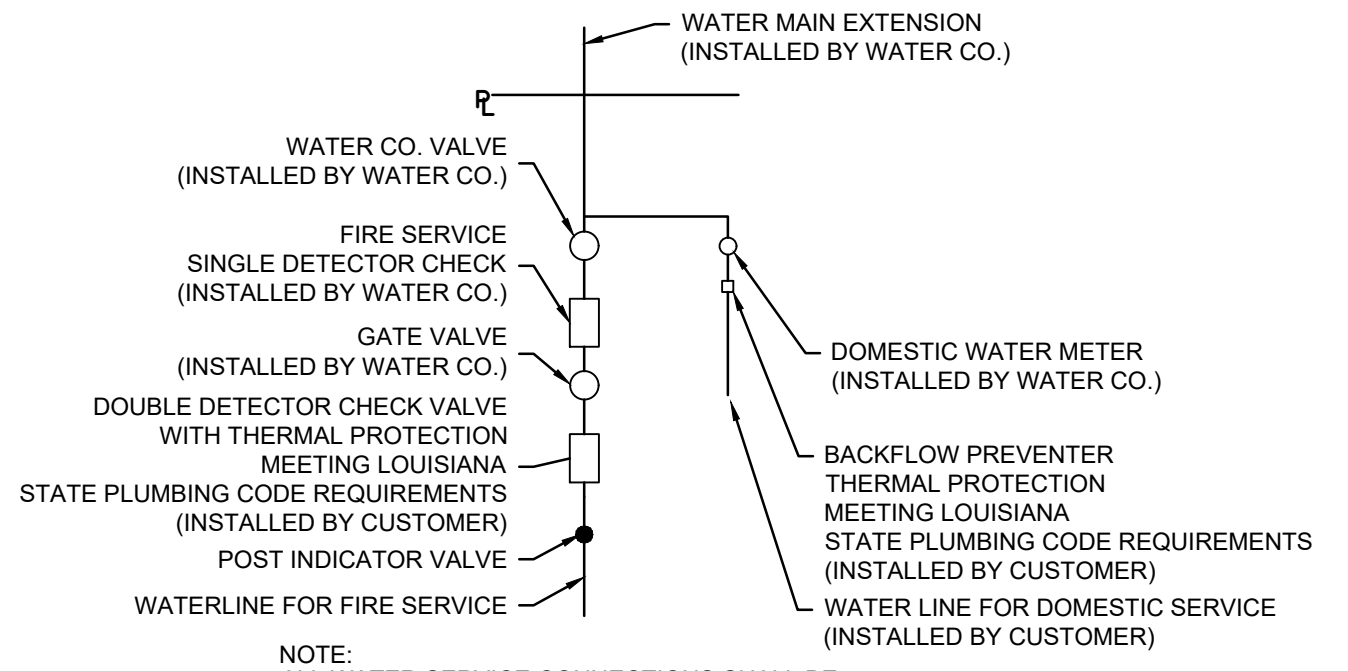 WATER MAIN EXTENSION
(INSTALLED BY WATER CO.)
PL
WATER CO. VALVE
(INSTALLED BY WATER CO.)
FIRE SERVICE
SINGLE DETECTOR CHECK
(INSTALLED BY WATER CO.)
GATE VALVE
(INSTALLED BY WATER CO.)
DOUBLE DETECTOR CHECK VALVE
WITH THERMAL PROTECTION
MEETING LOUISIANA
STATE PLUMBING CODE REQUIREMENTS
(INSTALLED BY CUSTOMER)
POST INDICATOR VALVE
WATERLINE FOR FIRE SERVICE
DOMESTIC WATER METER
(INSTALLED BY WATER CO.)
BACKFLOW PREVENTER
THERMAL PROTECTION
MEETING LOUISIANA
STATE PLUMBING CODE REQUIREMENTS
(INSTALLED BY CUSTOMER)
WATER LINE FOR DOMESTIC SERVICE
(INSTALLED BY CUSTOMER)
NOTE: